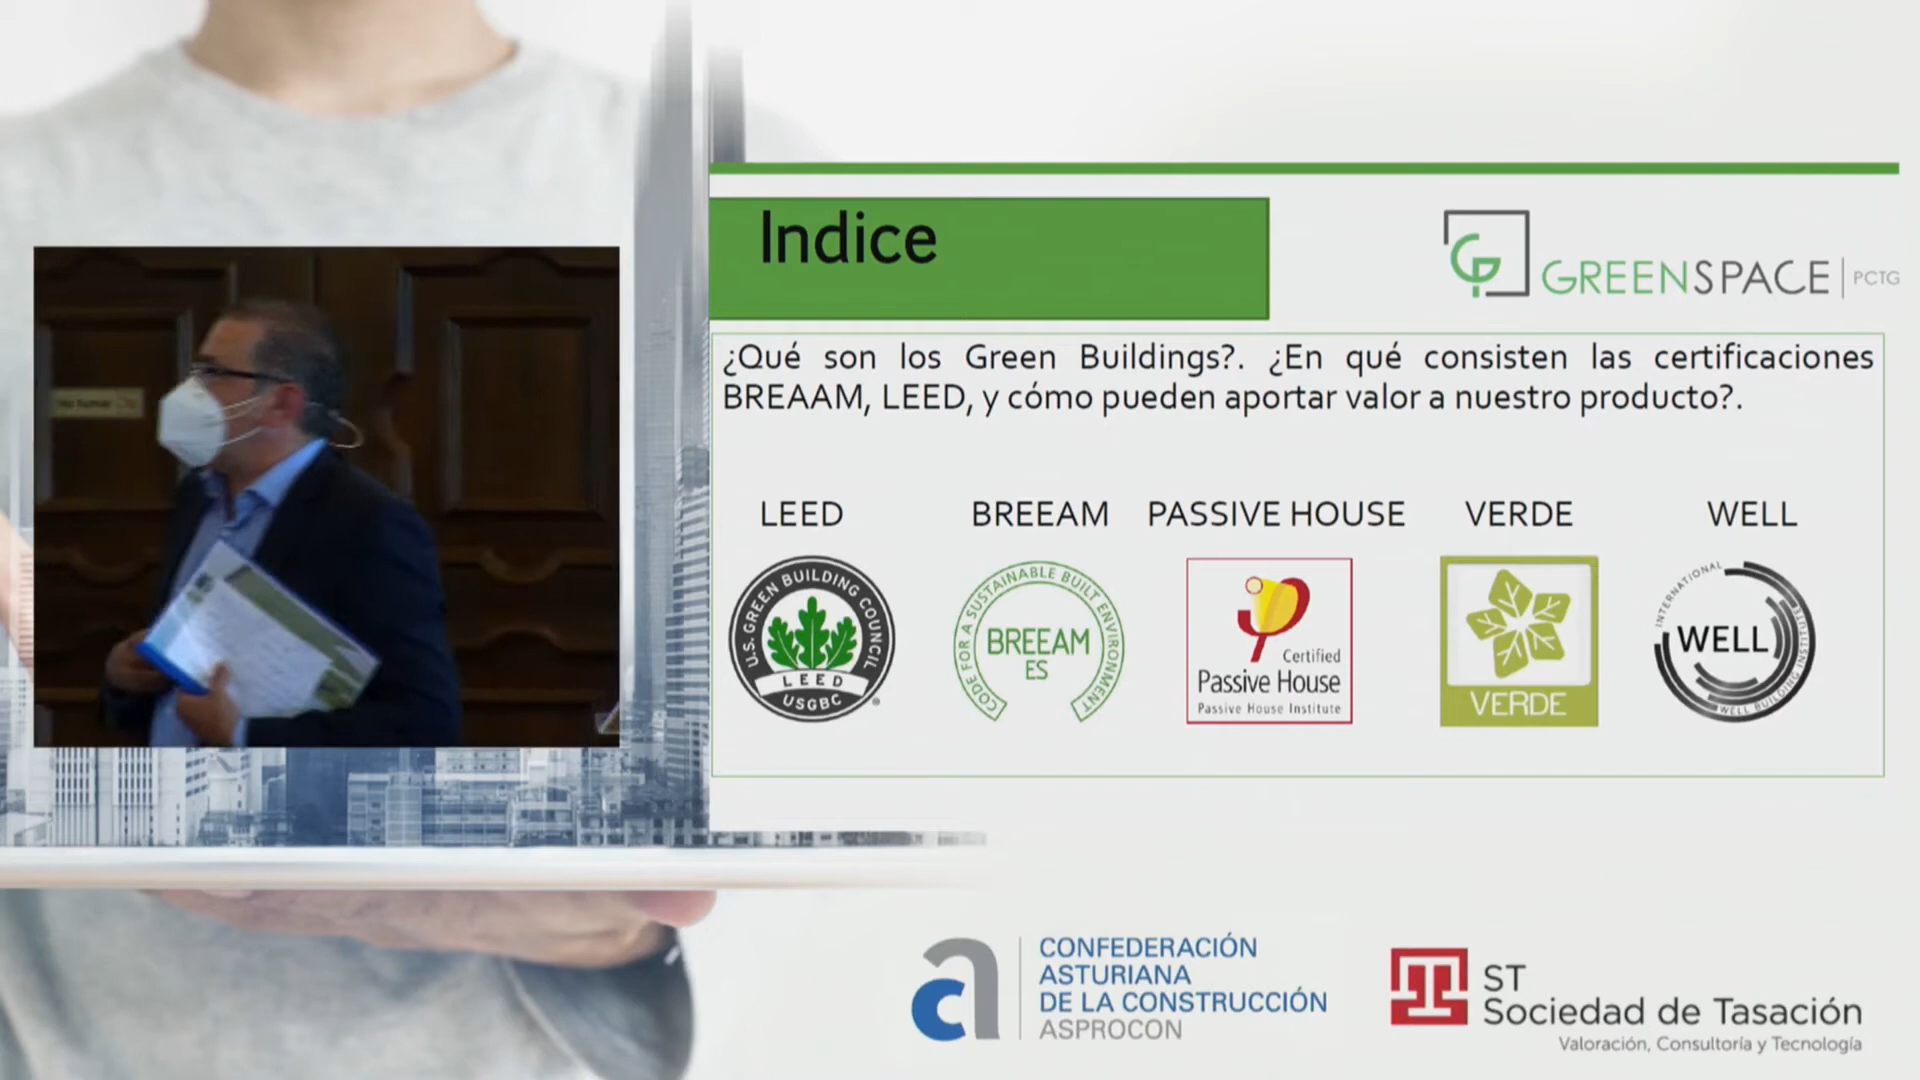 Indice
GREENSPACE PCTG
¿Qué son los Green Buildings?. ¿En qué consisten las certificaciones
BREAAM, LEED, y cómo pueden aportar valor a nuestro producto?.
LEED
BREEAM
PASSIVE HOUSE
VERDE
WELL
U.S. GREEN BUILDING COUNCIL
LEED
USGBC
CODE FOR A SUSTAINABLE BUILT ENVIRONMENT
BREEAM
ES
Certified
Passive House
Passive House Institute
VERDE
INTERNATIONAL
WELL
WELL BUILDING INSTITUTE
No fumar
CONFEDERACIÓN
ASTURIANA
DE LA CONSTRUCCIÓN
ASPROCON
ST
Sociedad de Tasación
Valoración, Consultoría y Tecnología